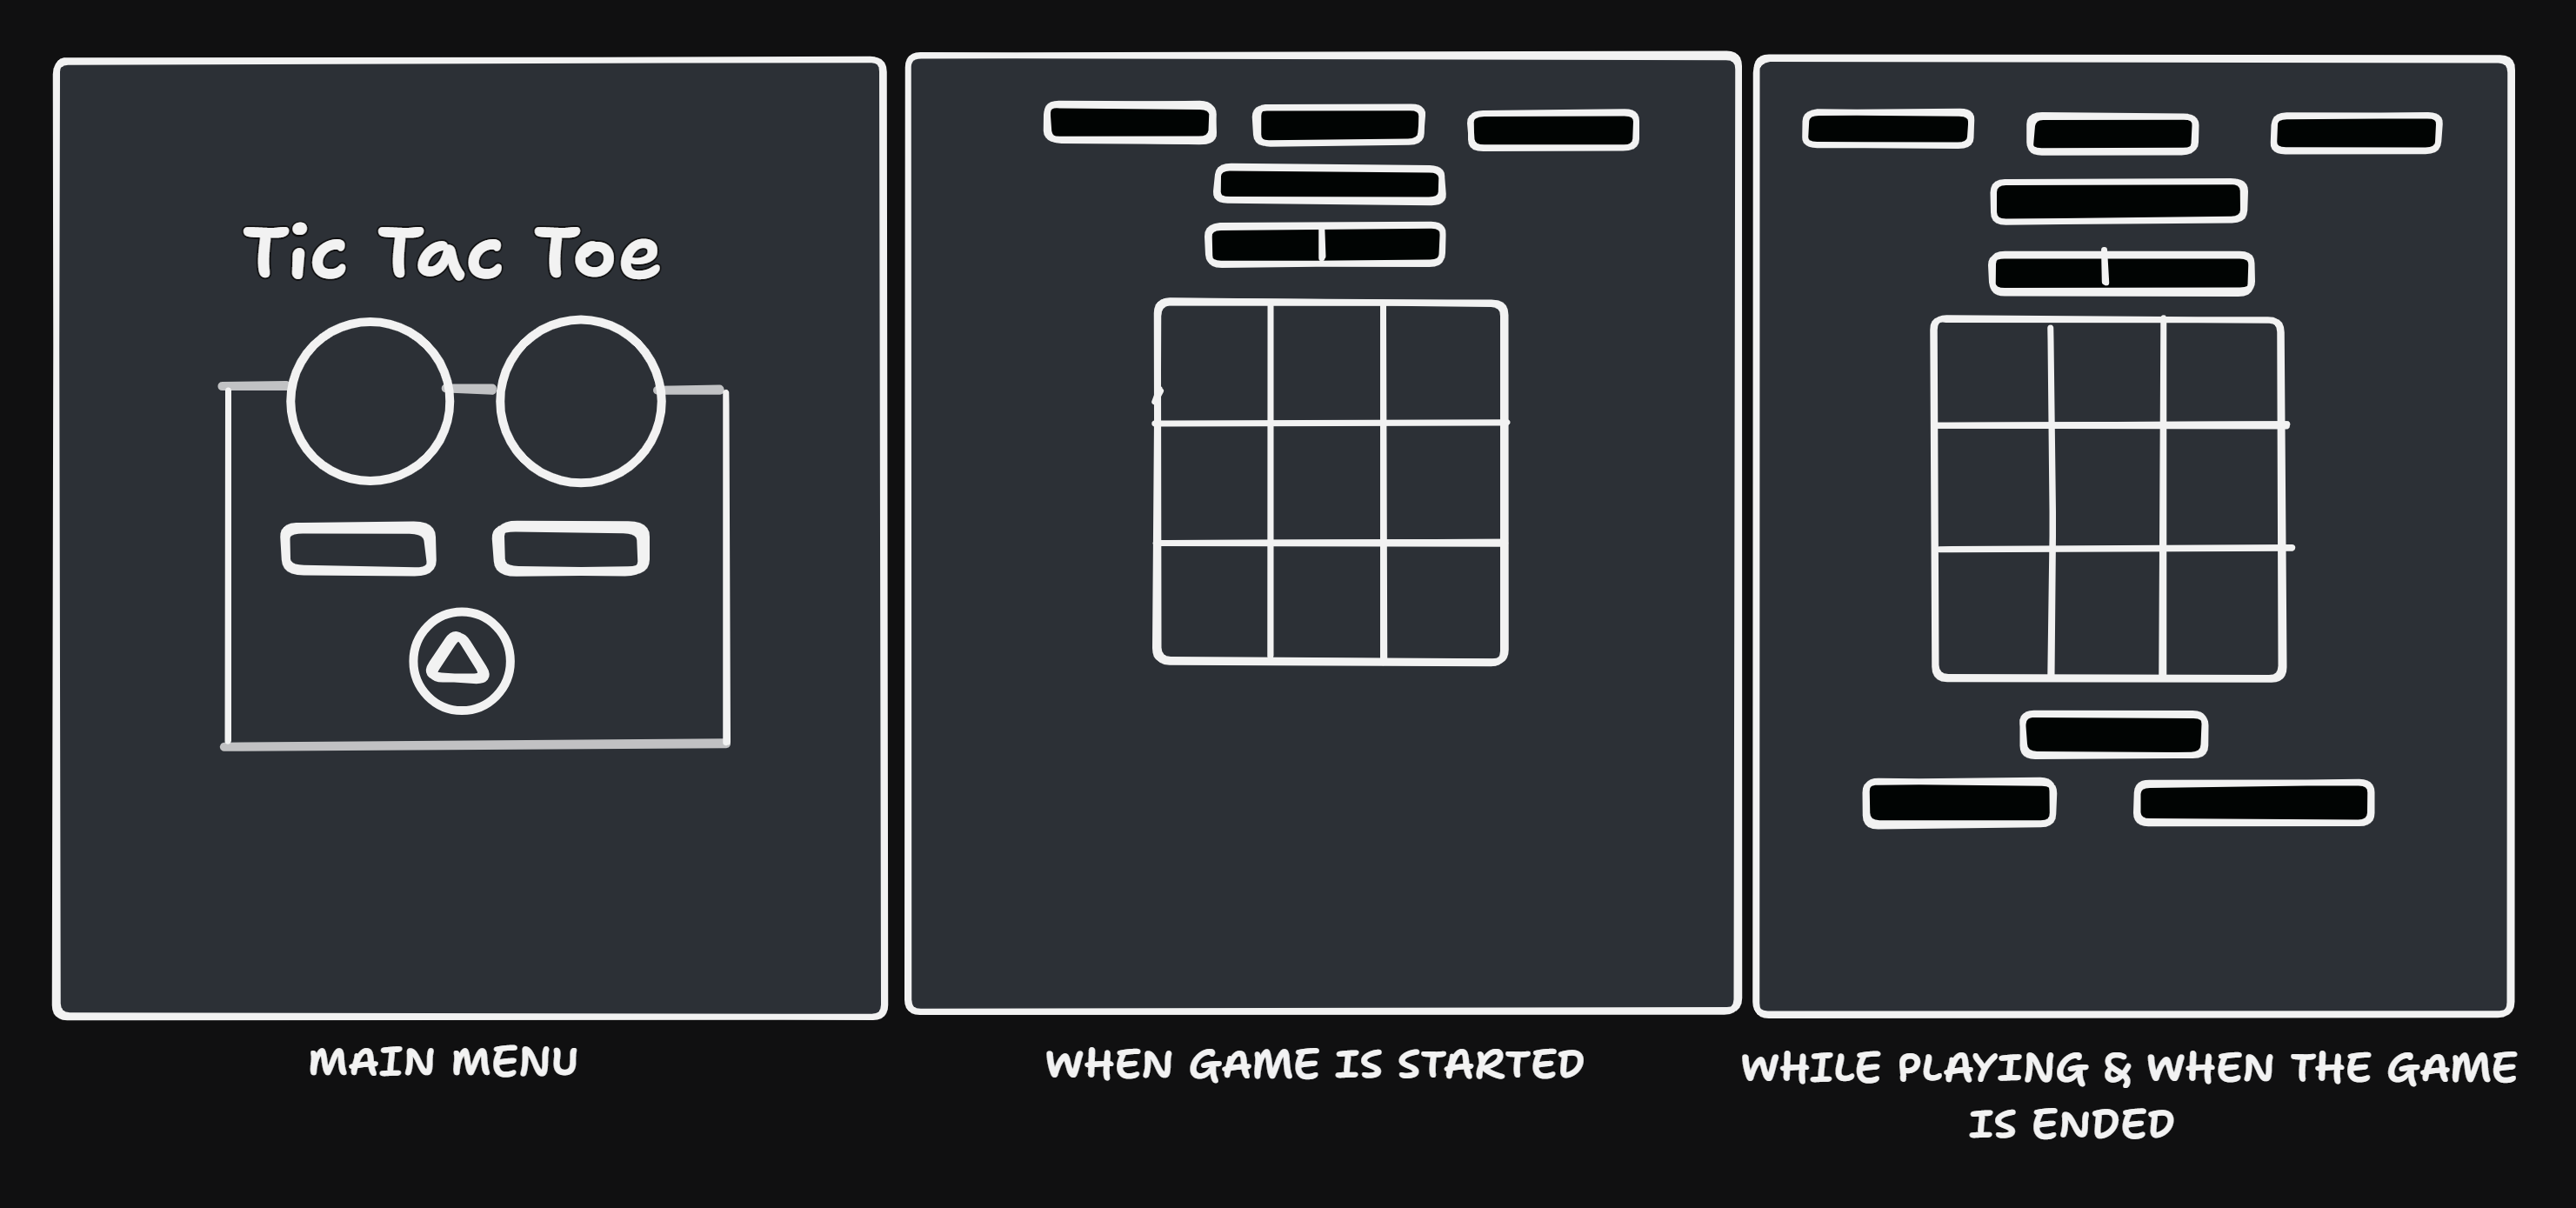 Tic Tac Toe
MAIN MENU
WHEN GAME IS STARTED
WHILE PLAYING & WHEN THE GAME
IS ENDED